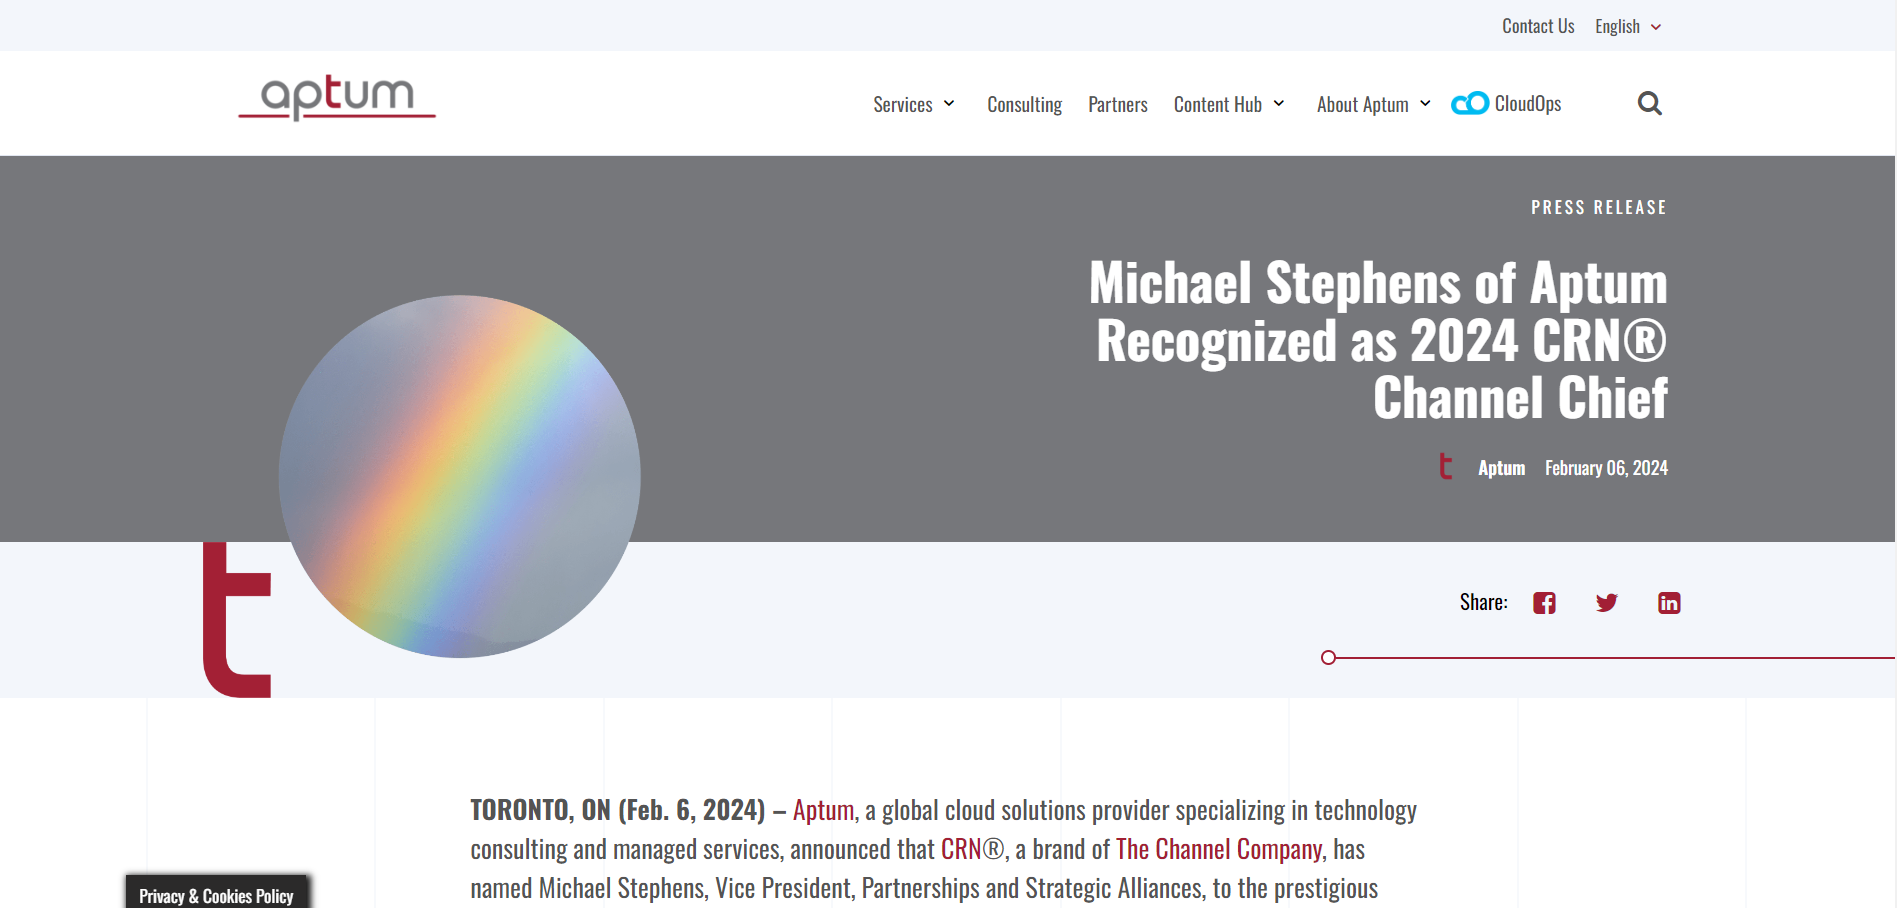 Contact Us English
aptum
Services Consulting Partners Content Hub About Aptum CloudOps
PRESS RELEASE
Michael Stephens of Aptum
Recognized as 2024 CRN®
Channel Chief
t Aptum February 06, 2024
t
Share:
TORONTO, ON (Feb. 6, 2024) – Aptum, a global cloud solutions provider specializing in technology
consulting and managed services, announced that CRN®, a brand of The Channel Company, has
named Michael Stephens, Vice President, Partnerships and Strategic Alliances, to the prestigious
Privacy & Cookies Policy